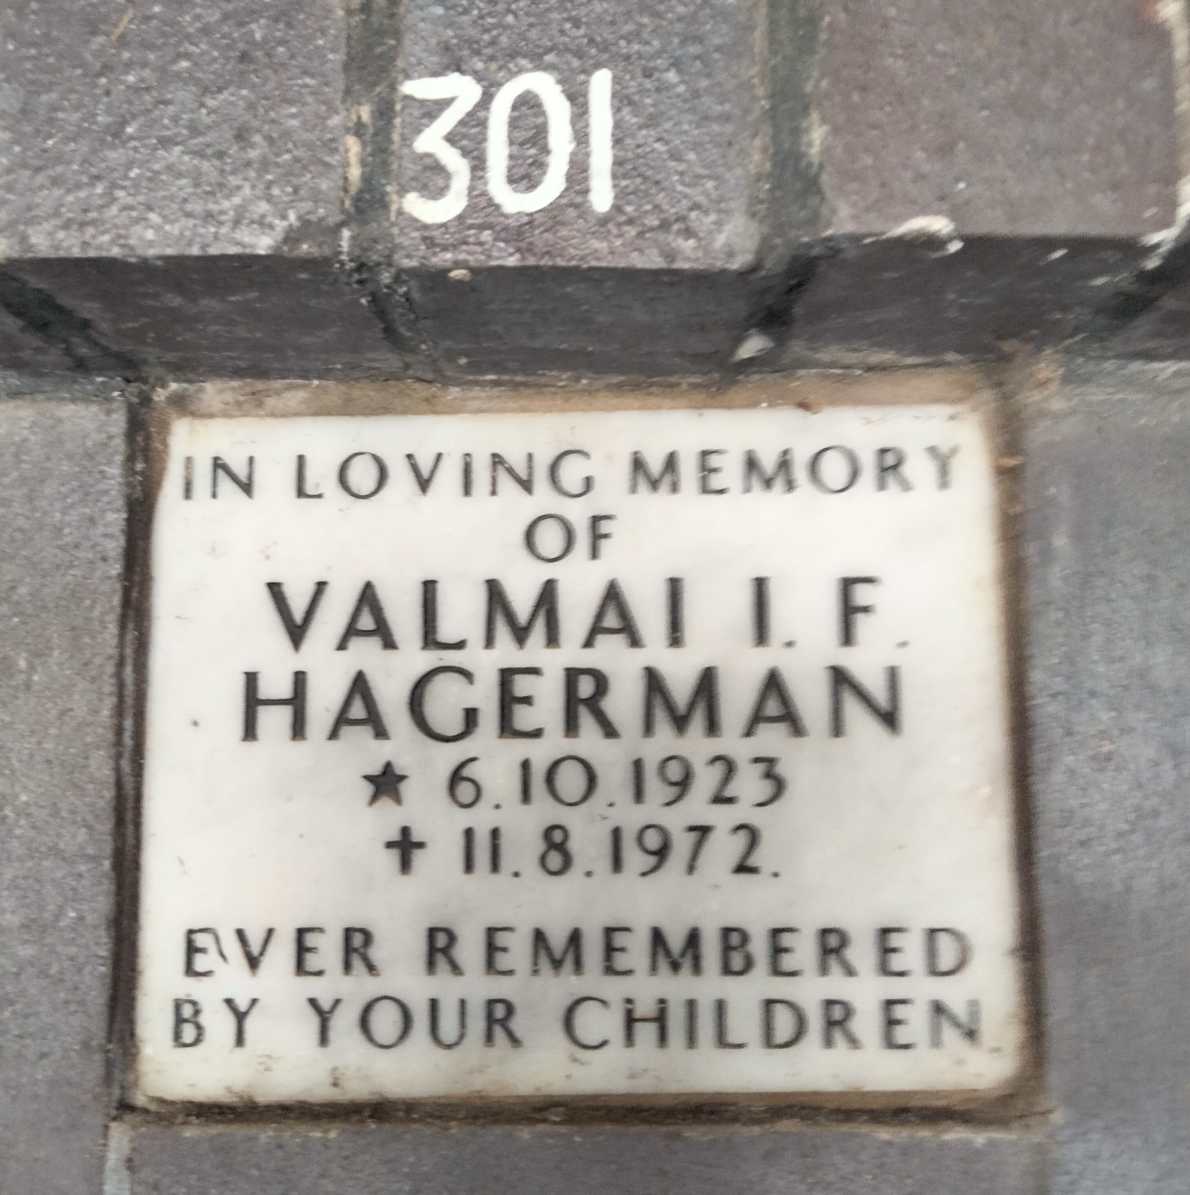 301
IN LOVING MEMORY
OF
VALMAI I. F.
HAGERMAN
★ 6.10.1923
✝ 11.8.1972.
EVER REMEMBERED
BY YOUR CHILDREN